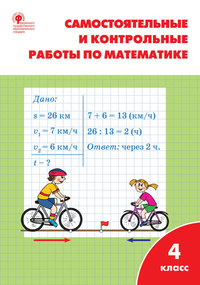 САМОСТОЯТЕЛЬНЫЕ
И КОНТРОЛЬНЫЕ
РАБОТЫ ПО МАТЕМАТИКЕ
Дано:
s = 26 км
v₁ = 7 км/ч
v₂ = 6 км/ч
t – ?
7 + 6 = 13 (км/ч)
26 : 13 = 2 (ч)
Ответ: через 2 ч.
4
класс